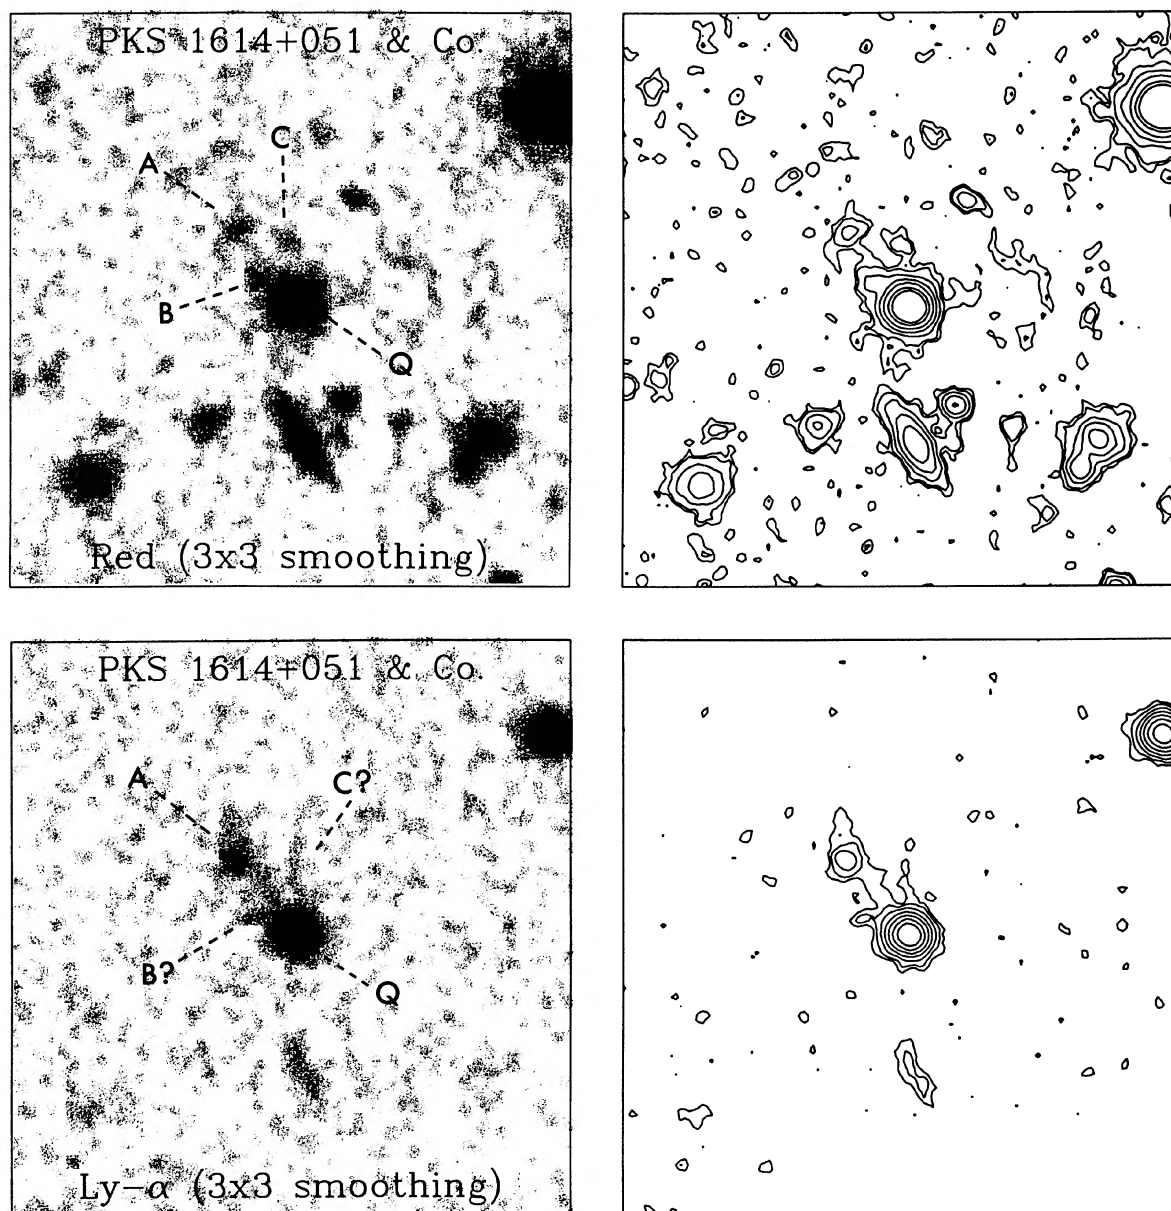 PKS 1614+051 & Co.
C
A
B
Q
Red (3x3 smoothing)
PKS 1614+051 & Co.
A
C?
B?
Q
Ly-α (3x3 smoothing)